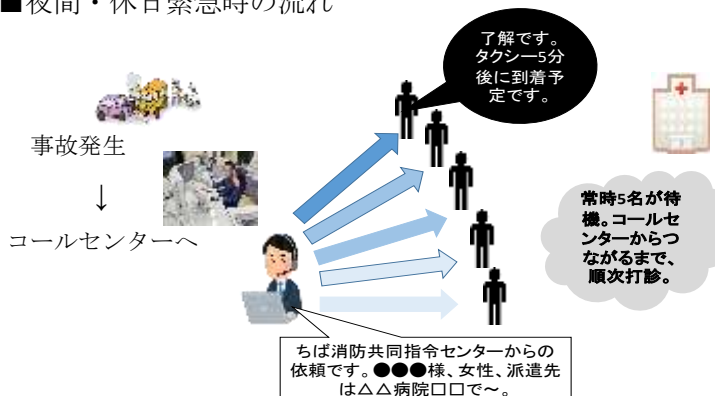 ■夜間・休日緊急時の流れ
了解です。
タクシー5分
後に到着予
定です。
事故発生
↓
コールセンターへ
常時5名が待
機。コールセ
ンターからつ
ながるまで、
順次打診。
ちば消防共同指令センターからの
依頼です。●●●様、女性、派遣先
は△△病院□□で～。